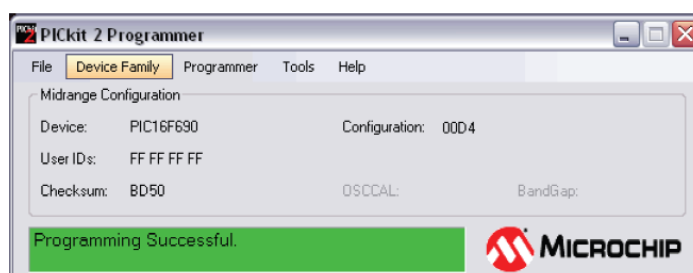 PICkit 2 Programmer
File Device Family Programmer Tools Help
Midrange Configuration
Device: PIC16F690 Configuration: 00D4
User IDs: FF FF FF FF
Checksum: BD50 OSCCAL: BandGap:
Programming Successful.
MICROCHIP